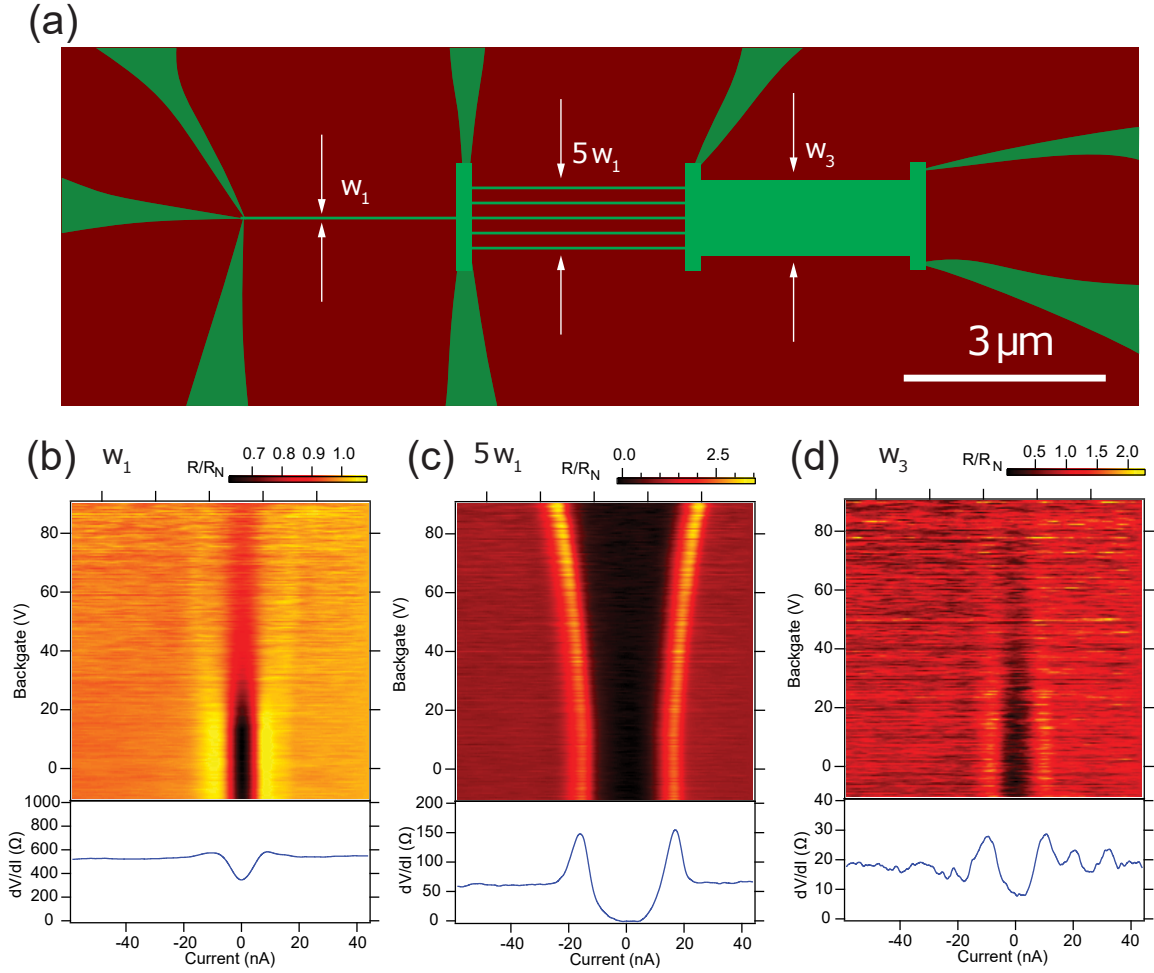 (a)
w1
5w1
w3
3 μm
(b) w1 R/RN 0.7 0.8 0.9 1.0
(c) 5w1 R/RN 0.0 2.5
(d) w3 R/RN 0.5 1.0 1.5 2.0
Backgate (V)
80
60
40
20
0
Backgate (V)
80
60
40
20
0
Backgate (V)
80
60
40
20
0
dV/dI (Ω)
1000
800
600
400
200
0
-40 -20 0 20 40
Current (nA)
dV/dI (Ω)
200
150
100
50
0
-40 -20 0 20 40
Current (nA)
dV/dI (Ω)
40
30
20
10
0
-40 -20 0 20 40
Current (nA)